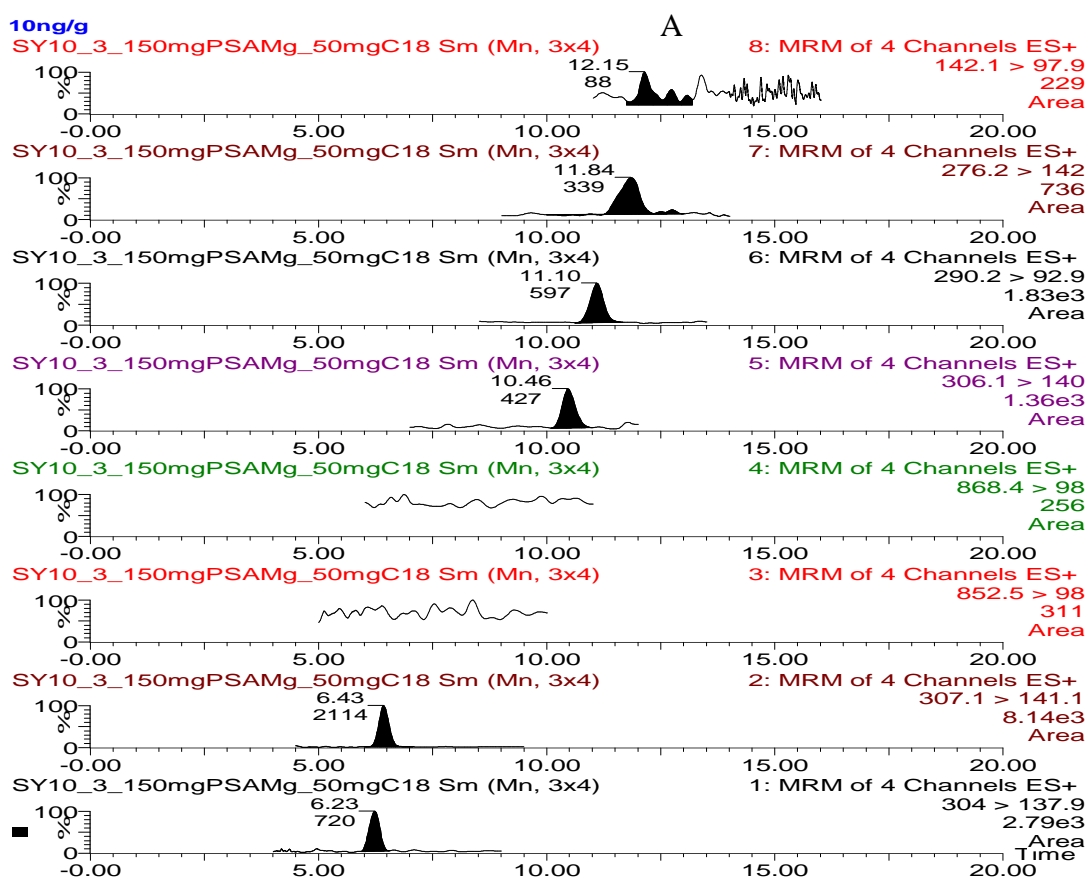 10ng/g
A
SY10_3_150mgPSAMg_50mgC18 Sm (Mn, 3x4) 8: MRM of 4 Channels ES+
142.1 > 97.9
229
Area
12.15
88
100
%
0
-0.00 5.00 10.00 15.00 20.00
SY10_3_150mgPSAMg_50mgC18 Sm (Mn, 3x4) 7: MRM of 4 Channels ES+
276.2 > 142
736
Area
11.84
339
100
%
0
-0.00 5.00 10.00 15.00 20.00
SY10_3_150mgPSAMg_50mgC18 Sm (Mn, 3x4) 6: MRM of 4 Channels ES+
290.2 > 92.9
1.83e3
Area
11.10
597
100
%
0
-0.00 5.00 10.00 15.00 20.00
SY10_3_150mgPSAMg_50mgC18 Sm (Mn, 3x4) 5: MRM of 4 Channels ES+
306.1 > 140
1.36e3
Area
10.46
427
100
%
0
-0.00 5.00 10.00 15.00 20.00
SY10_3_150mgPSAMg_50mgC18 Sm (Mn, 3x4) 4: MRM of 4 Channels ES+
868.4 > 98
256
Area
100
%
0
-0.00 5.00 10.00 15.00 20.00
SY10_3_150mgPSAMg_50mgC18 Sm (Mn, 3x4) 3: MRM of 4 Channels ES+
852.5 > 98
311
Area
100
%
0
-0.00 5.00 10.00 15.00 20.00
SY10_3_150mgPSAMg_50mgC18 Sm (Mn, 3x4) 2: MRM of 4 Channels ES+
307.1 > 141.1
8.14e3
Area
6.43
2114
100
%
0
-0.00 5.00 10.00 15.00 20.00
SY10_3_150mgPSAMg_50mgC18 Sm (Mn, 3x4) 1: MRM of 4 Channels ES+
304 > 137.9
2.79e3
Area
6.23
720
100
%
0
Time
-0.00 5.00 10.00 15.00 20.00